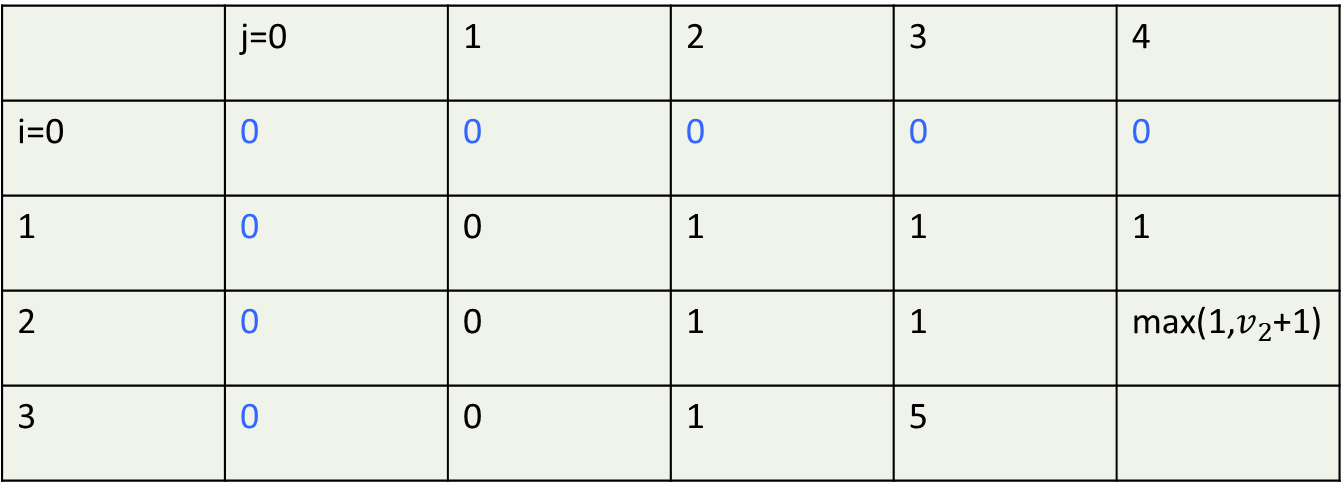 j=0 1 2 3 4
i=0 0 0 0 0 0
1 0 0 1 1 1
2 0 0 1 1 max(1,𝑣₂+1)
3 0 0 1 5